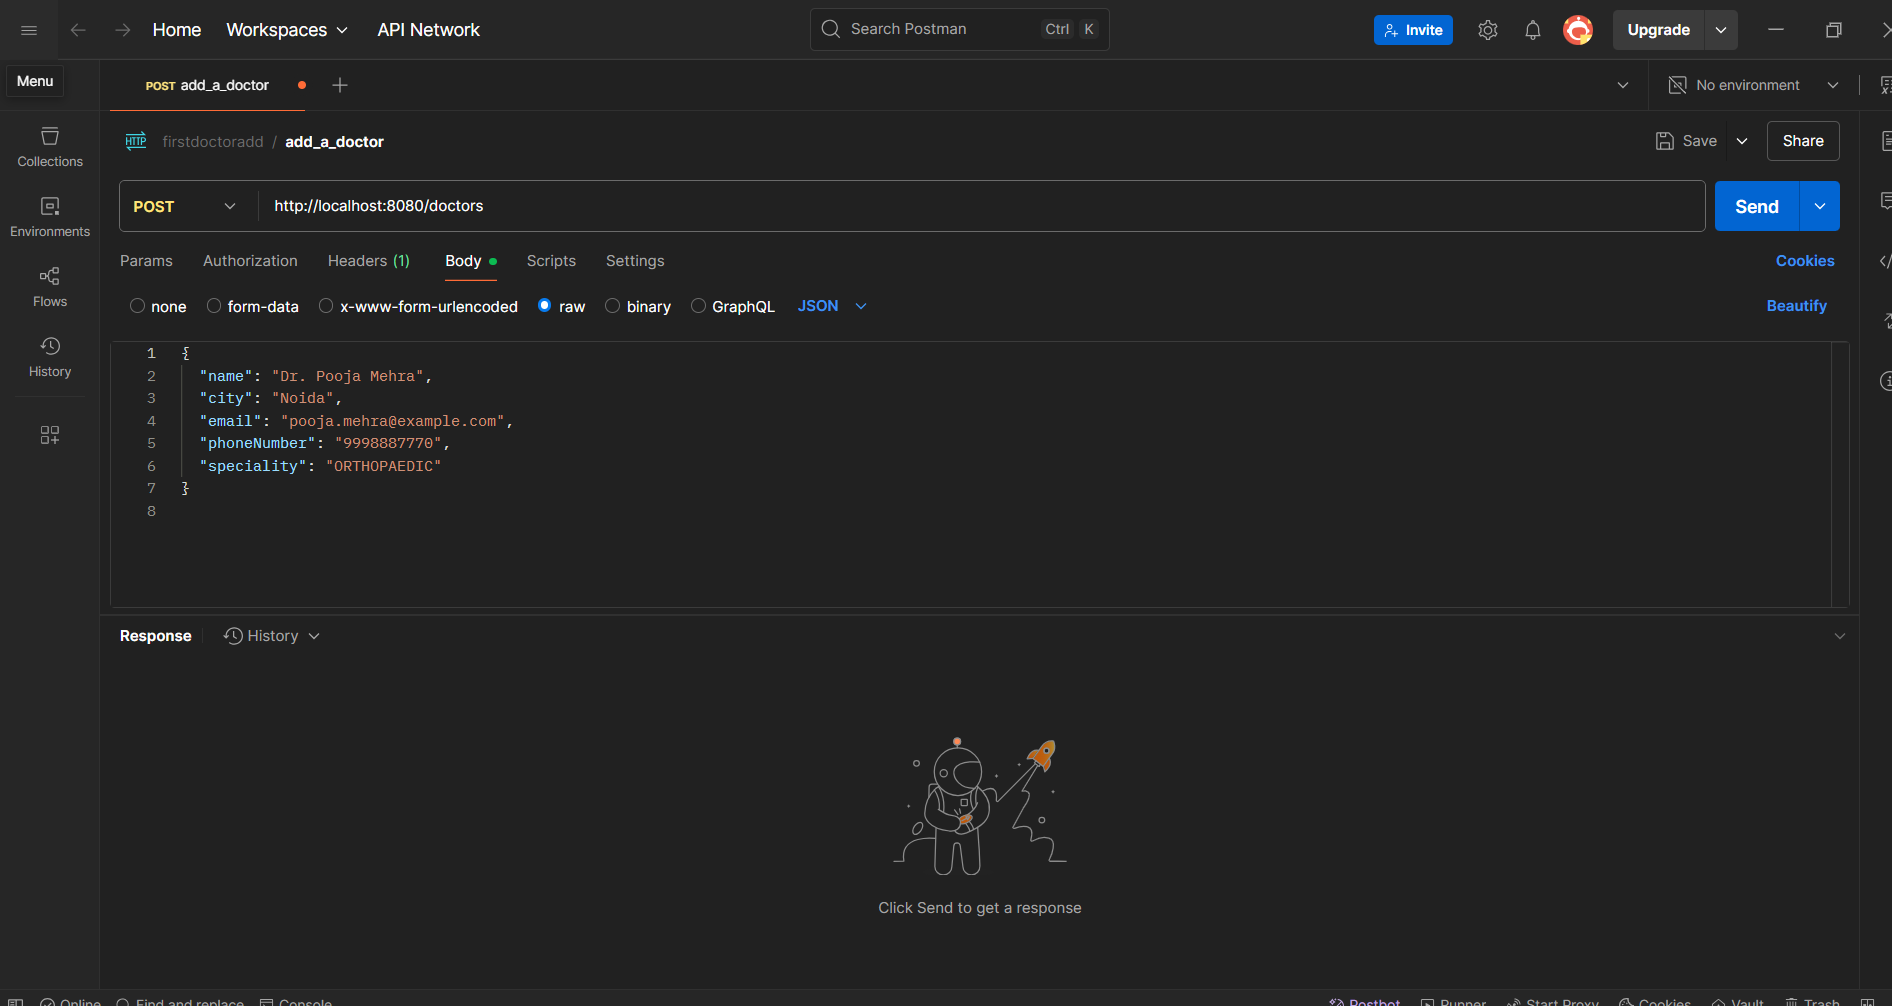 Home Workspaces API Network Search Postman Ctrl K Invite Upgrade
Menu
POST add_a_doctor No environment
HTTP firstdoctoradd / add_a_doctor Save Share
POST http://localhost:8080/doctors Send
Params Authorization Headers (1) Body Scripts Settings Cookies
none form-data x-www-form-urlencoded raw binary GraphQL JSON Beautify
Collections
Environments
Flows
History
1 {
2 "name": "Dr. Pooja Mehra",
3 "city": "Noida",
4 "email": "pooja.mehra@example.com",
5 "phoneNumber": "9998887770",
6 "speciality": "ORTHOPAEDIC"
7 }
8
Response History
Click Send to get a response
Online Find and replace Console Postbot Runner Start Proxy Cookies Vault Trash